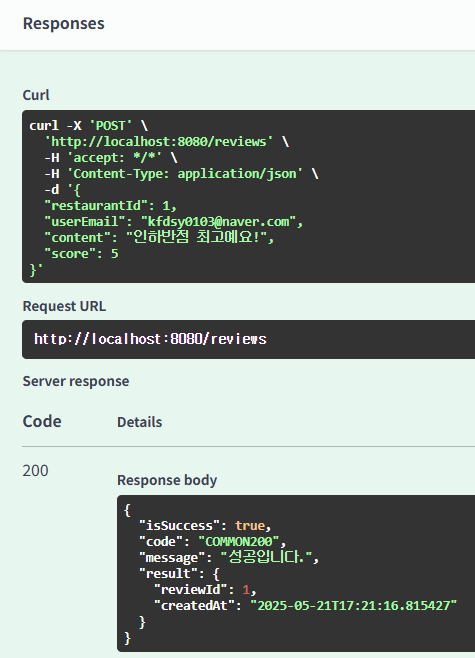 Responses
Curl
curl -X 'POST' \
'http://localhost:8080/reviews' \
-H 'accept: */*' \
-H 'Content-Type: application/json' \
-d '{
"restaurantId": 1,
"userEmail": "kfdsy0103@naver.com",
"content": "인하반점 최고예요!",
"score": 5
}'
Request URL
http://localhost:8080/reviews
Server response
Code Details
200
Response body
{
"isSuccess": true,
"code": "COMMON200",
"message": "성공입니다.",
"result": {
"reviewId": 1,
"createdAt": "2025-05-21T17:21:16.815427"
}
}